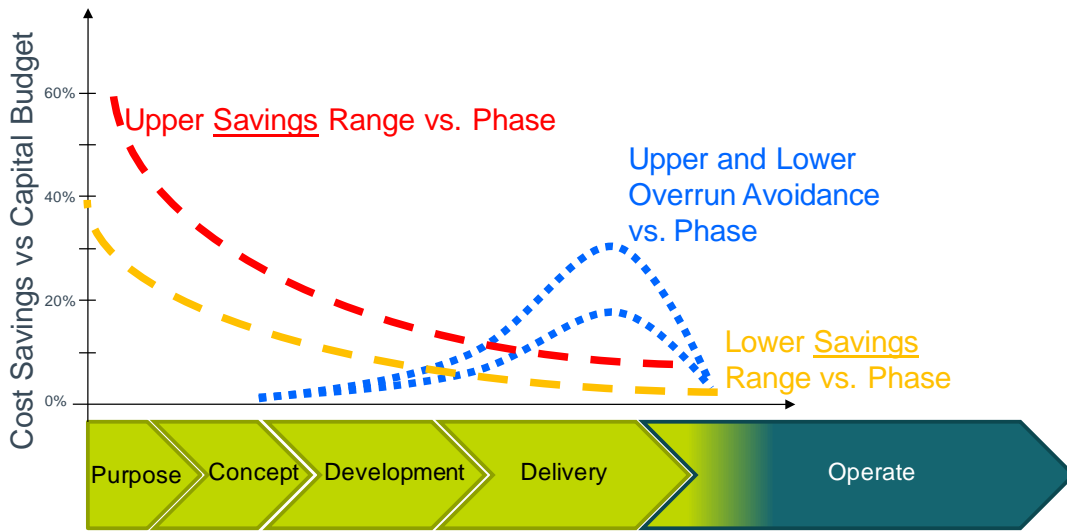 Cost Savings vs Capital Budget
60%
40%
20%
0%
Upper Savings Range vs. Phase
Upper and Lower
Overrun Avoidance
vs. Phase
Lower Savings
Range vs. Phase
Purpose
Concept
Development
Delivery
Operate